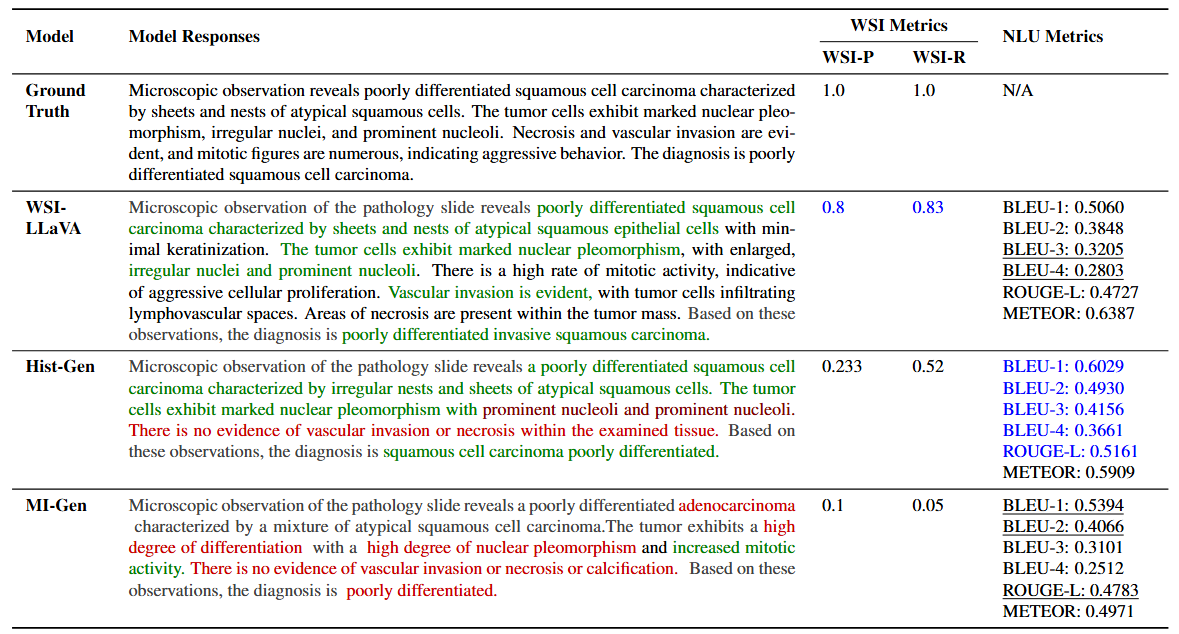 Model Model Responses WSI Metrics NLU Metrics
WSI-P WSI-R
Ground Truth
Microscopic observation reveals poorly differentiated squamous cell carcinoma characterized
by sheets and nests of atypical squamous cells. The tumor cells exhibit marked nuclear pleo-
morphism, irregular nuclei, and prominent nucleoli. Necrosis and vascular invasion are evi-
dent, and mitotic figures are numerous, indicating aggressive behavior. The diagnosis is poorly
differentiated squamous cell carcinoma.
1.0 1.0 N/A
WSI-
LLaVA
Microscopic observation of the pathology slide reveals poorly differentiated squamous cell
carcinoma characterized by sheets and nests of atypical squamous epithelial cells with min-
imal keratinization. The tumor cells exhibit marked nuclear pleomorphism, with enlarged,
irregular nuclei and prominent nucleoli. There is a high rate of mitotic activity, indicative
of aggressive cellular proliferation. Vascular invasion is evident, with tumor cells infiltrating
lymphovascular spaces. Areas of necrosis are present within the tumor mass. Based on these
observations, the diagnosis is poorly differentiated invasive squamous carcinoma.
0.8 0.83
BLEU-1: 0.5060
BLEU-2: 0.3848
BLEU-3: 0.3205
BLEU-4: 0.2803
ROUGE-L: 0.4727
METEOR: 0.6387
Hist-Gen
Microscopic observation of the pathology slide reveals a poorly differentiated squamous cell
carcinoma characterized by irregular nests and sheets of atypical squamous cells. The tumor
cells exhibit marked nuclear pleomorphism with prominent nucleoli and prominent nucleoli.
There is no evidence of vascular invasion or necrosis within the examined tissue. Based on
these observations, the diagnosis is squamous cell carcinoma poorly differentiated.
0.233 0.52
BLEU-1: 0.6029
BLEU-2: 0.4930
BLEU-3: 0.4156
BLEU-4: 0.3661
ROUGE-L: 0.5161
METEOR: 0.5909
MI-Gen
Microscopic observation of the pathology slide reveals a poorly differentiated adenocarcinoma
characterized by a mixture of atypical squamous cell carcinoma.The tumor exhibits a high
degree of differentiation with a high degree of nuclear pleomorphism and increased mitotic
activity. There is no evidence of vascular invasion or necrosis or calcification. Based on these
observations, the diagnosis is poorly differentiated.
0.1 0.05
BLEU-1: 0.5394
BLEU-2: 0.4066
BLEU-3: 0.3101
BLEU-4: 0.2512
ROUGE-L: 0.4783
METEOR: 0.4971